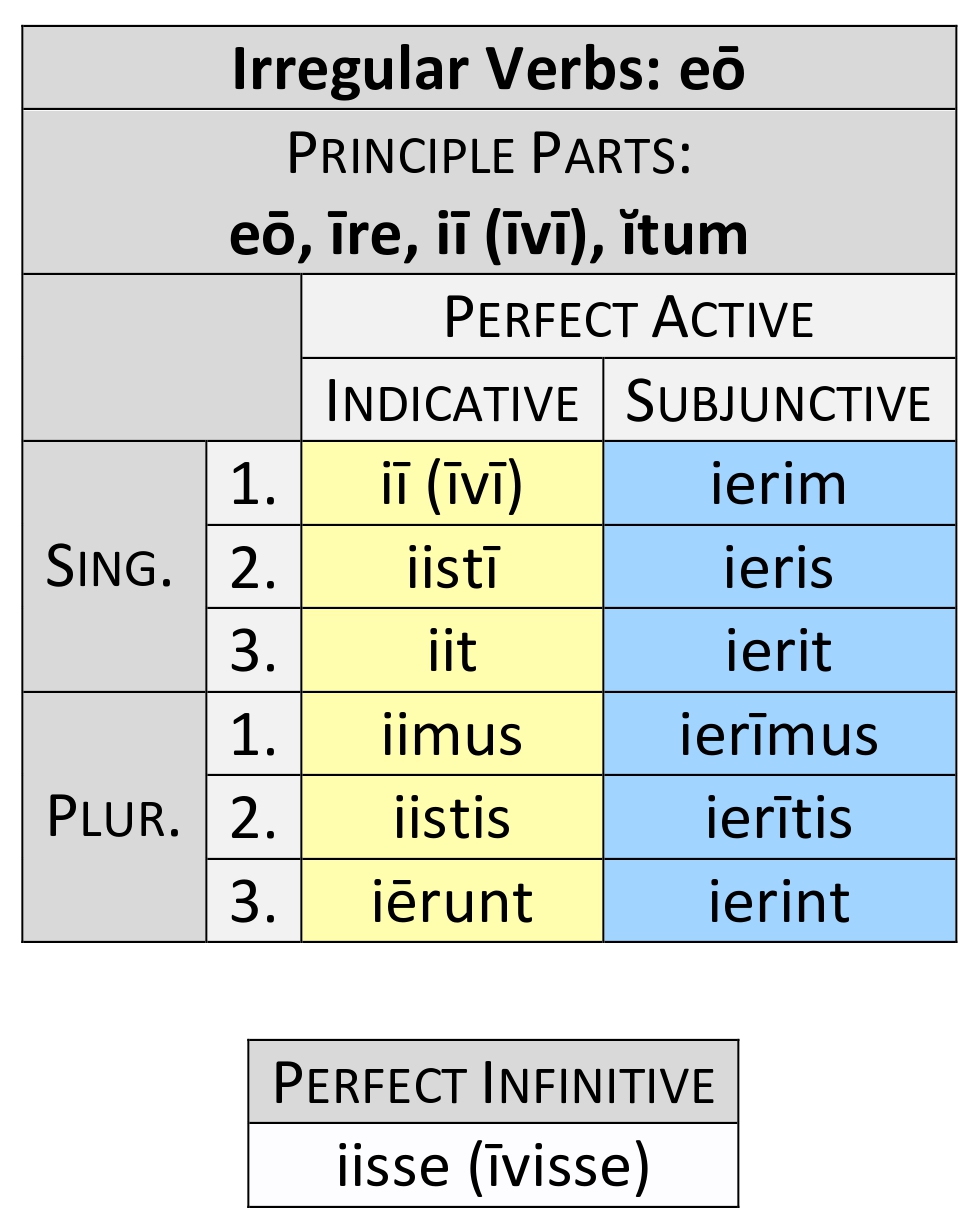 Irregular Verbs: eō
PRINCIPLE PARTS:
eō, īre, iī (īvī), ĭtum
PERFECT ACTIVE
INDICATIVE SUBJUNCTIVE
SING. 1. iī (īvī) ierim
2. iistī ieris
3. iit ierit
PLUR. 1. iimus ierīmus
2. iistis ierītis
3. iērunt ierint
PERFECT INFINITIVE
iisse (īvisse)